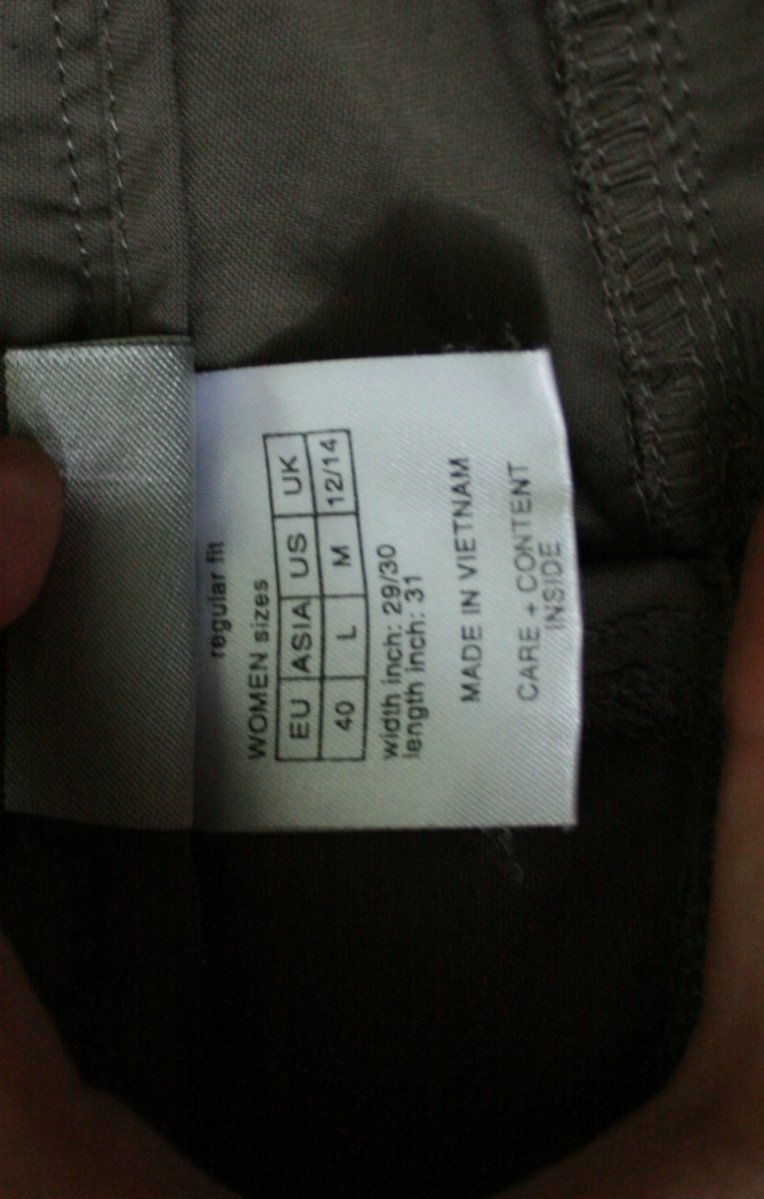 regular fit
WOMEN sizes
EU ASIA US UK
40 L M 12/14
width inch: 29/30
length inch: 31
MADE IN VIETNAM
CARE + CONTENT
INSIDE